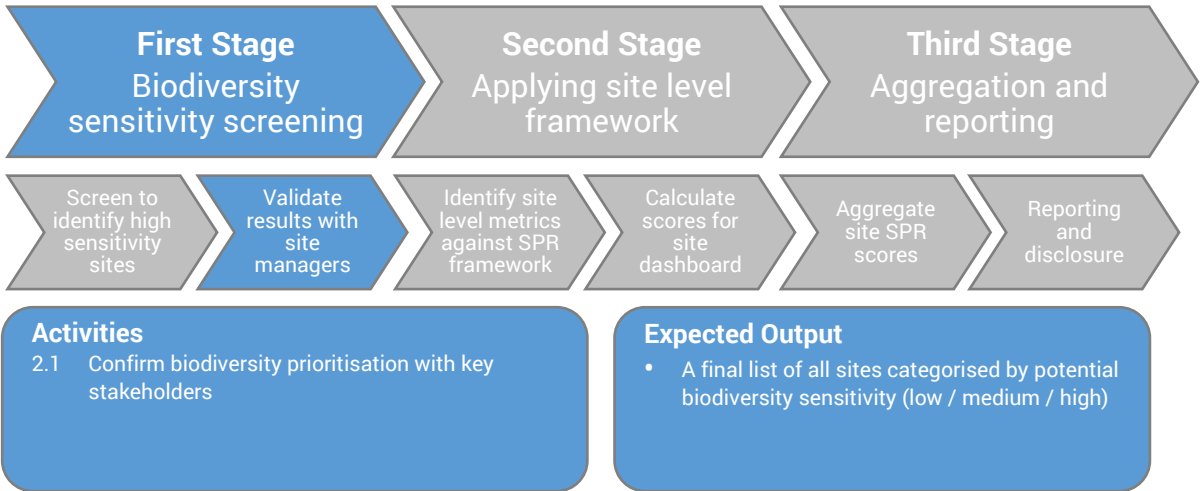 First Stage
Biodiversity
sensitivity screening
Second Stage
Applying site level
framework
Third Stage
Aggregation and
reporting
Screen to
identify high
sensitivity
sites
Validate
results with
site
managers
Identify site
level metrics
against SPR
framework
Calculate
scores for
site
dashboard
Aggregate
site SPR
scores
Reporting
and
disclosure
Activities
2.1 Confirm biodiversity prioritisation with key
stakeholders
Expected Output
• A final list of all sites categorised by potential
biodiversity sensitivity (low / medium / high)